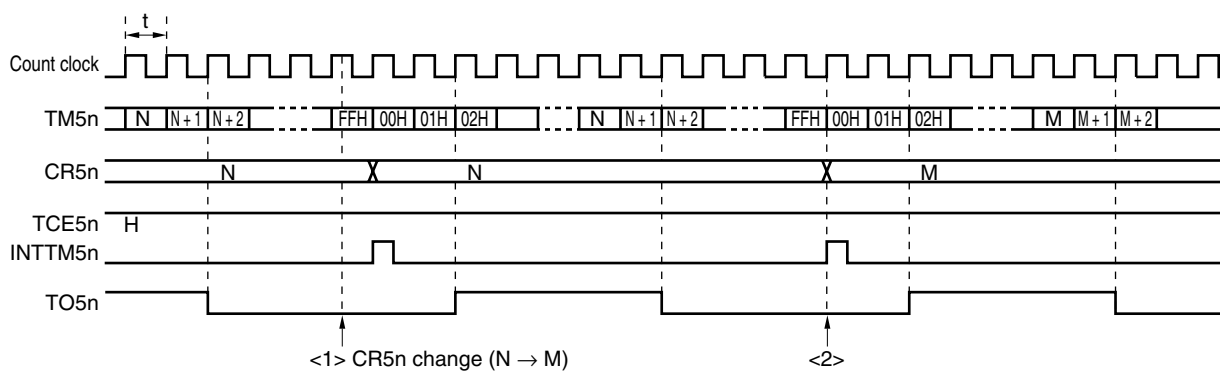 t
Count clock
TM5n N N + 1 N + 2 FFH 00H 01H 02H N N + 1 N + 2 FFH 00H 01H 02H M M + 1 M + 2
CR5n N N M
TCE5n H
INTTM5n
TO5n
<1> CR5n change (N → M) <2>